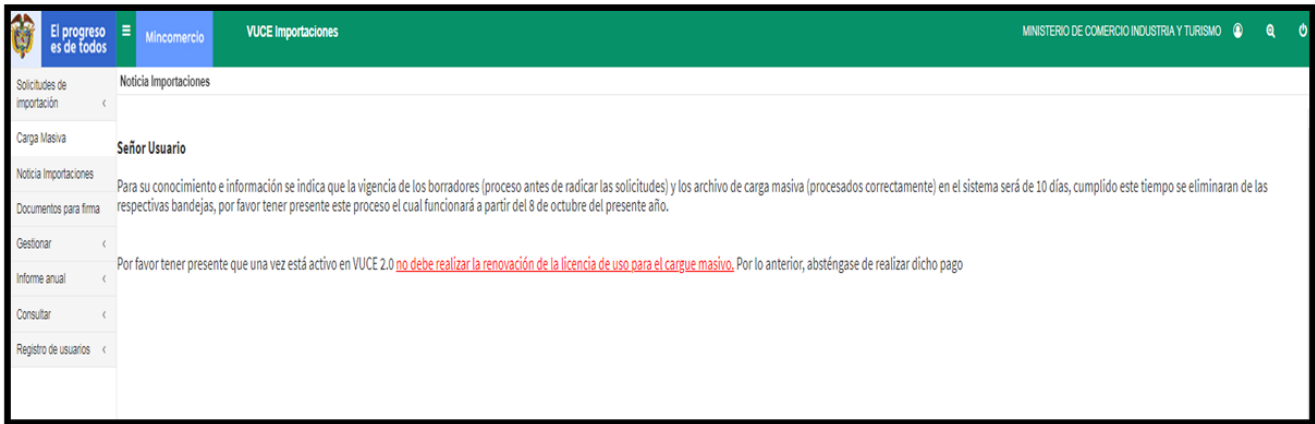 El progreso
es de todos
Mincomercio
VUCE Importaciones
MINISTERIO DE COMERCIO INDUSTRIA Y TURISMO
Solicitudes de
importación
Carga Masiva
Noticia Importaciones
Documentos para firma
Gestionar
Informe anual
Consultar
Registro de usuarios
Noticia Importaciones
Señor Usuario
Para su conocimiento e información se indica que la vigencia de los borradores (proceso antes de radicar las solicitudes) y los archivo de carga masiva (procesados correctamente) en el sistema será de 10 días, cumplido este tiempo se eliminaran de las
respectivas bandejas, por favor tener presente este proceso el cual funcionará a partir del 8 de octubre del presente año.
Por favor tener presente que una vez está activo en VUCE 2.0 no debe realizar la renovación de la licencia de uso para el cargue masivo. Por lo anterior, absténgase de realizar dicho pago